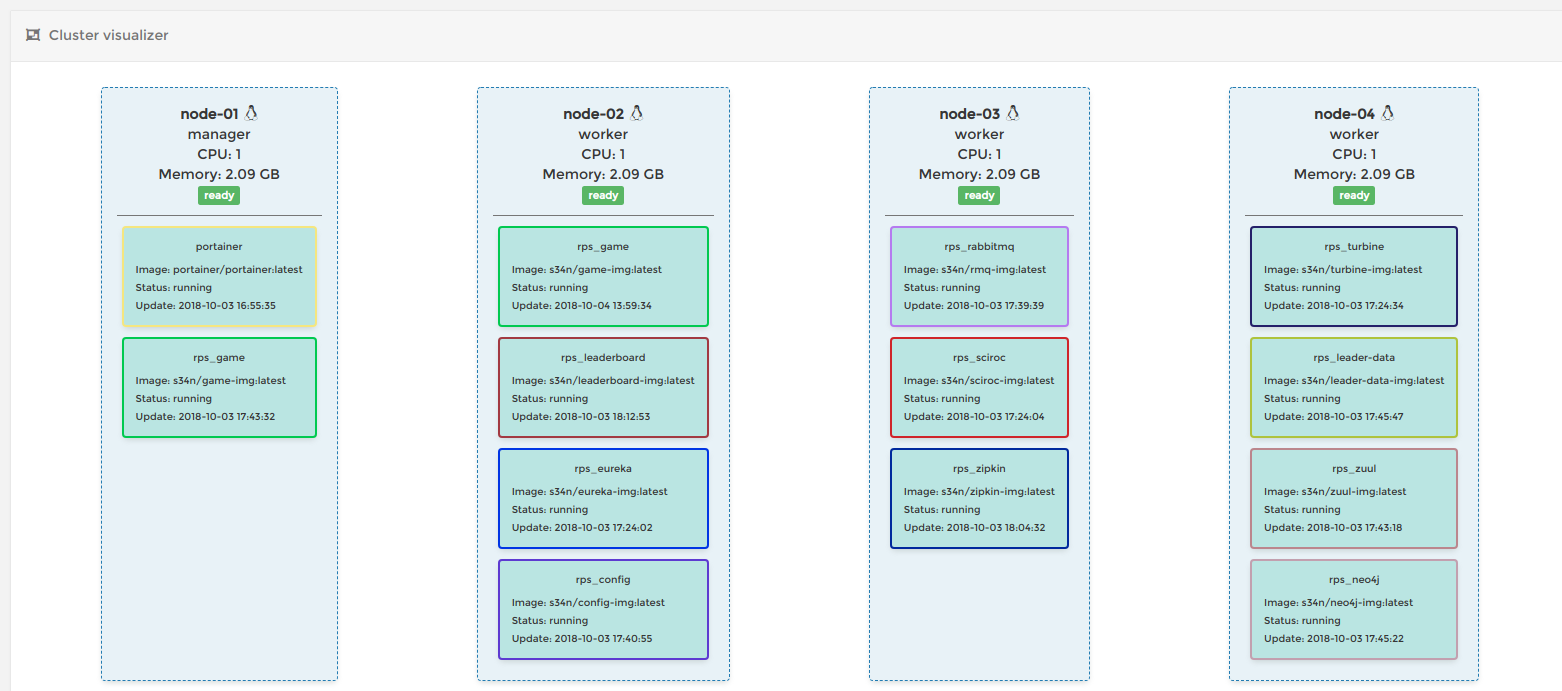 Cluster visualizer
node-01
manager
CPU: 1
Memory: 2.09 GB
ready
portainer
Image: portainer/portainer:latest
Status: running
Update: 2018-10-03 16:55:35
rps_game
Image: s34n/game-img:latest
Status: running
Update: 2018-10-03 17:43:32
node-02
worker
CPU: 1
Memory: 2.09 GB
ready
rps_game
Image: s34n/game-img:latest
Status: running
Update: 2018-10-04 13:59:34
rps_leaderboard
Image: s34n/leaderboard-img:latest
Status: running
Update: 2018-10-03 18:12:53
rps_eureka
Image: s34n/eureka-img:latest
Status: running
Update: 2018-10-03 17:24:02
rps_config
Image: s34n/config-img:latest
Status: running
Update: 2018-10-03 17:40:55
node-03
worker
CPU: 1
Memory: 2.09 GB
ready
rps_rabbitmq
Image: s34n/rmq-img:latest
Status: running
Update: 2018-10-03 17:39:39
rps_sciroc
Image: s34n/sciroc-img:latest
Status: running
Update: 2018-10-03 17:24:04
rps_zipkin
Image: s34n/zipkin-img:latest
Status: running
Update: 2018-10-03 18:04:32
node-04
worker
CPU: 1
Memory: 2.09 GB
ready
rps_turbine
Image: s34n/turbine-img:latest
Status: running
Update: 2018-10-03 17:24:34
rps_leader-data
Image: s34n/leader-data-img:latest
Status: running
Update: 2018-10-03 17:45:47
rps_zuul
Image: s34n/zuul-img:latest
Status: running
Update: 2018-10-03 17:43:18
rps_neo4j
Image: s34n/neo4j-img:latest
Status: running
Update: 2018-10-03 17:45:22